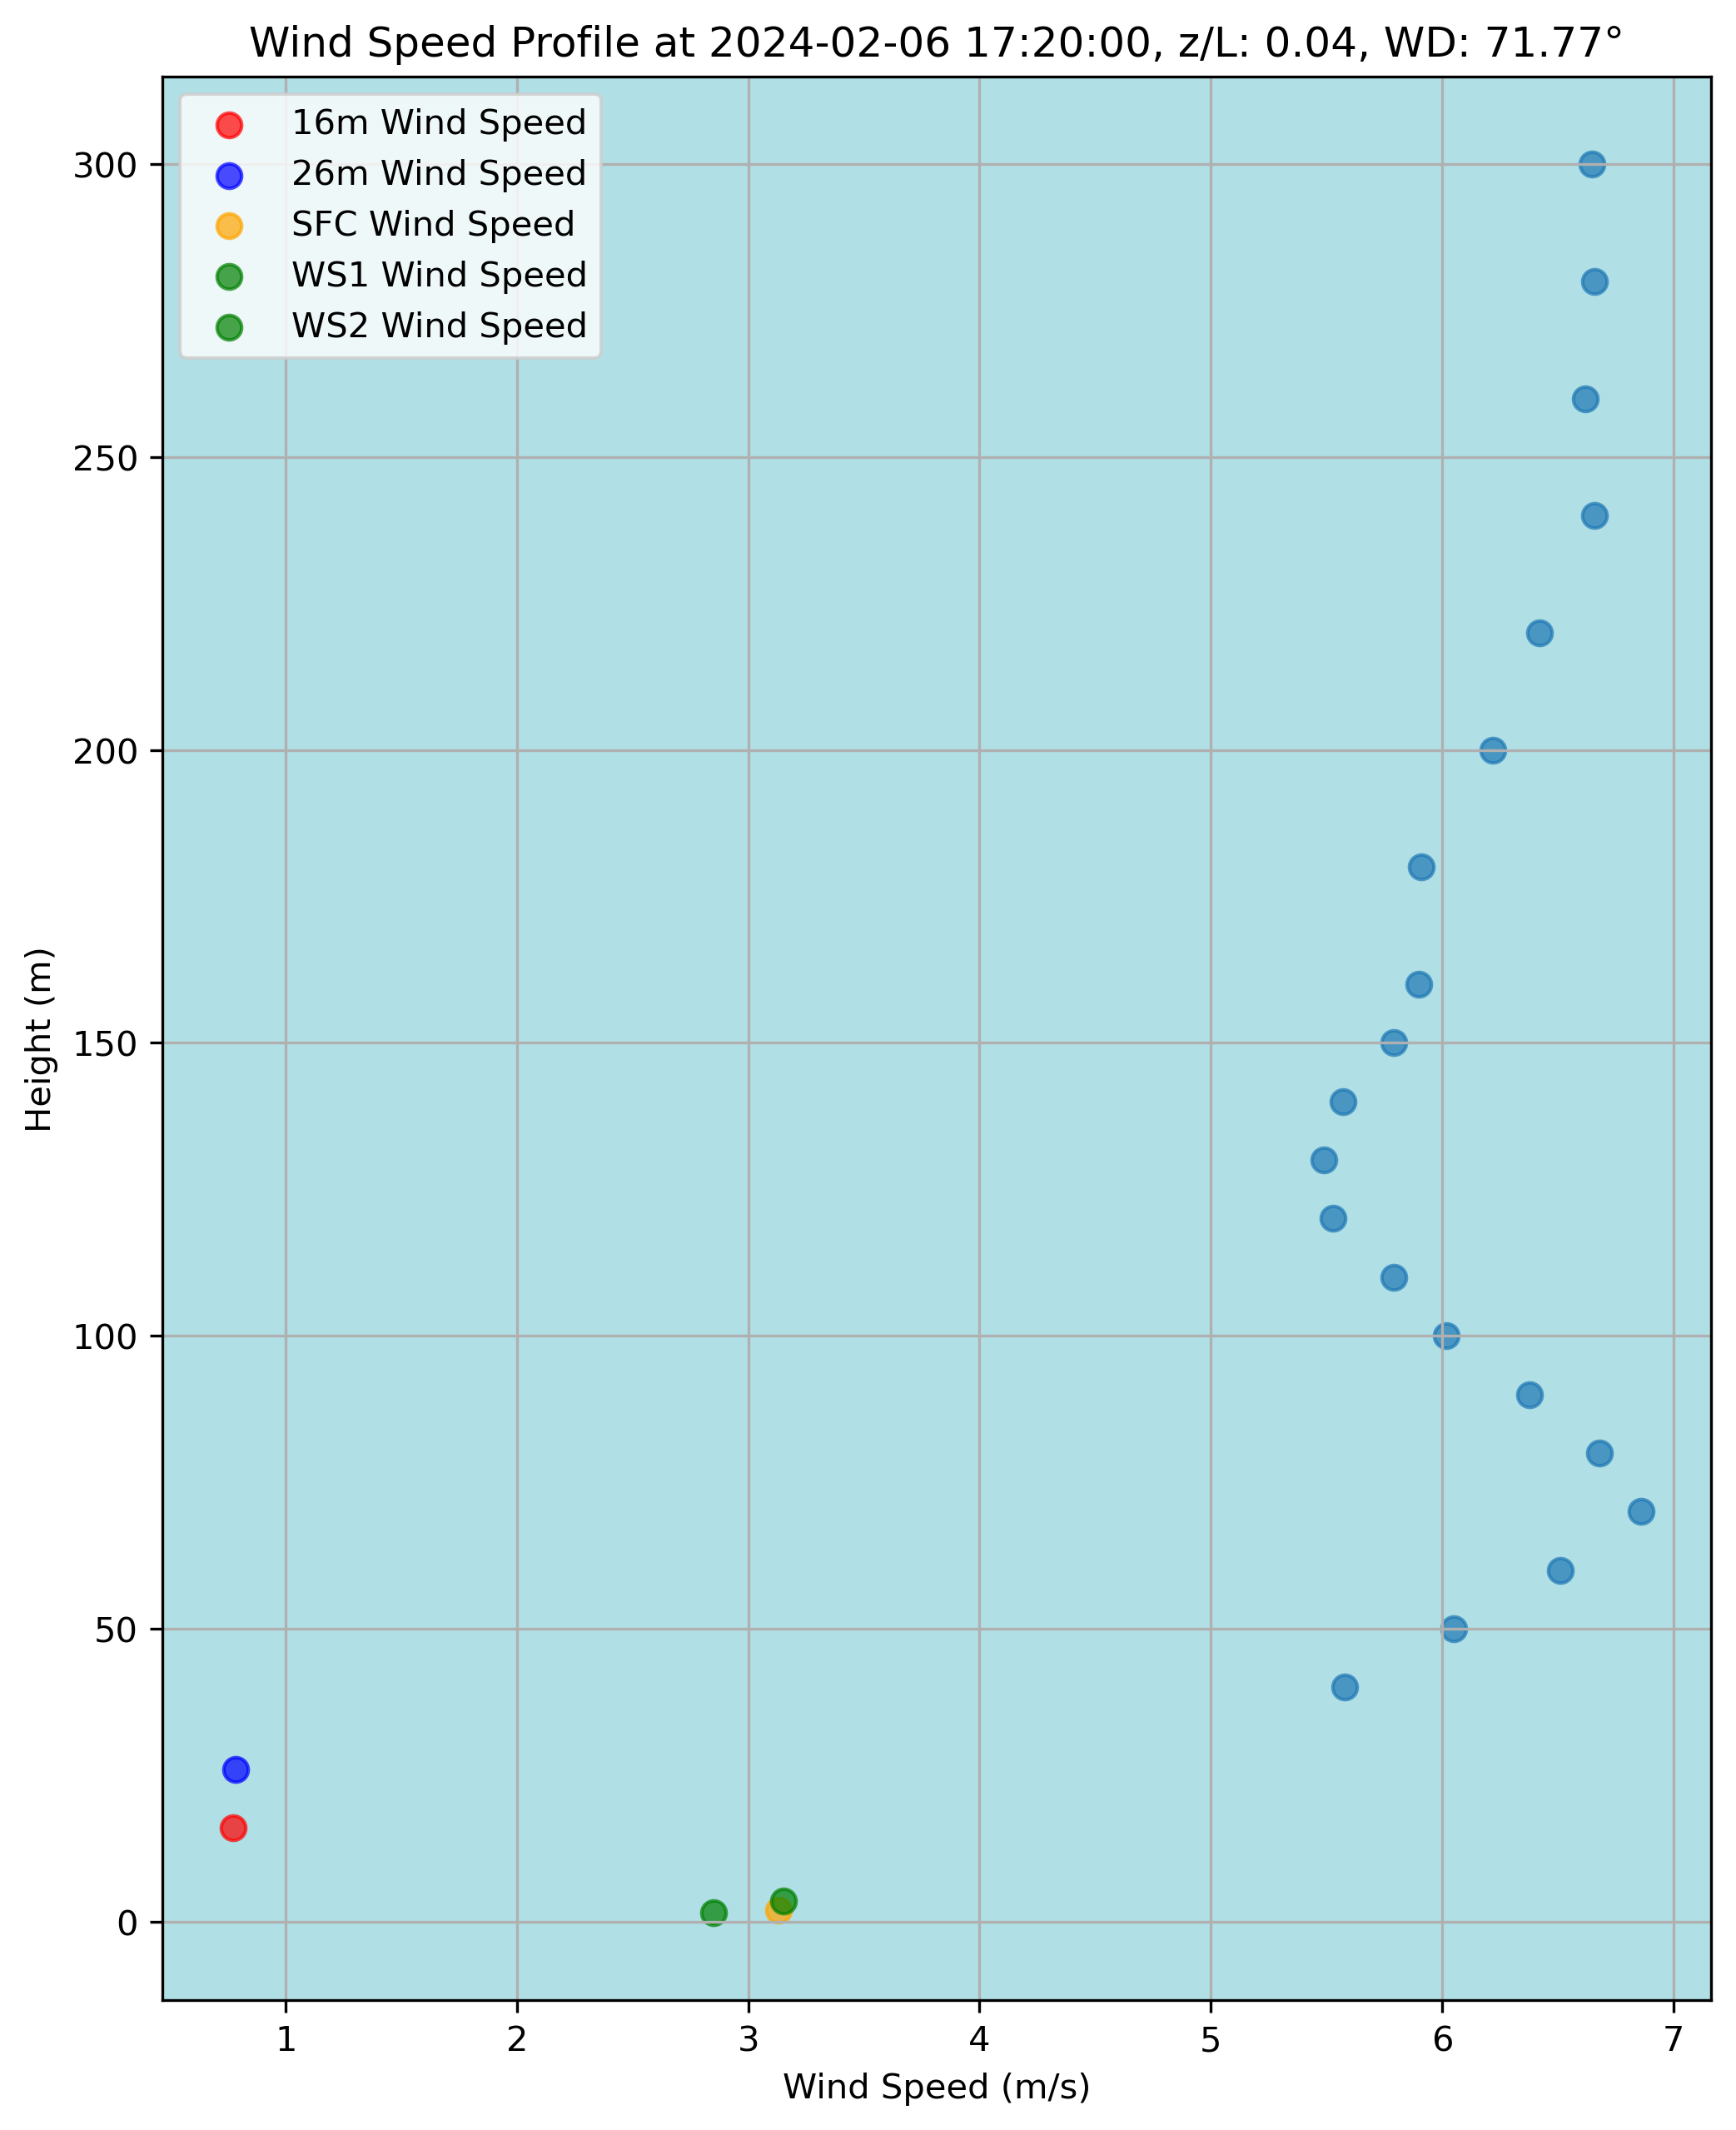 Wind Speed Profile at 2024-02-06 17:20:00, z/L: 0.04, WD: 71.77°
16m Wind Speed
26m Wind Speed
SFC Wind Speed
WS1 Wind Speed
WS2 Wind Speed
Height (m)
300
250
200
150
100
50
0
1 2 3 4 5 6 7
Wind Speed (m/s)